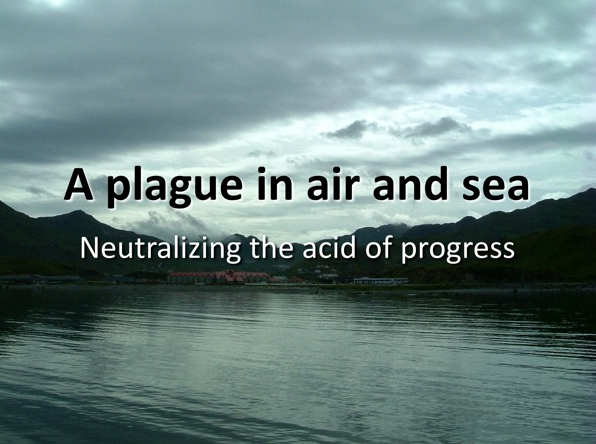 A plague in air and sea
Neutralizing the acid of progress